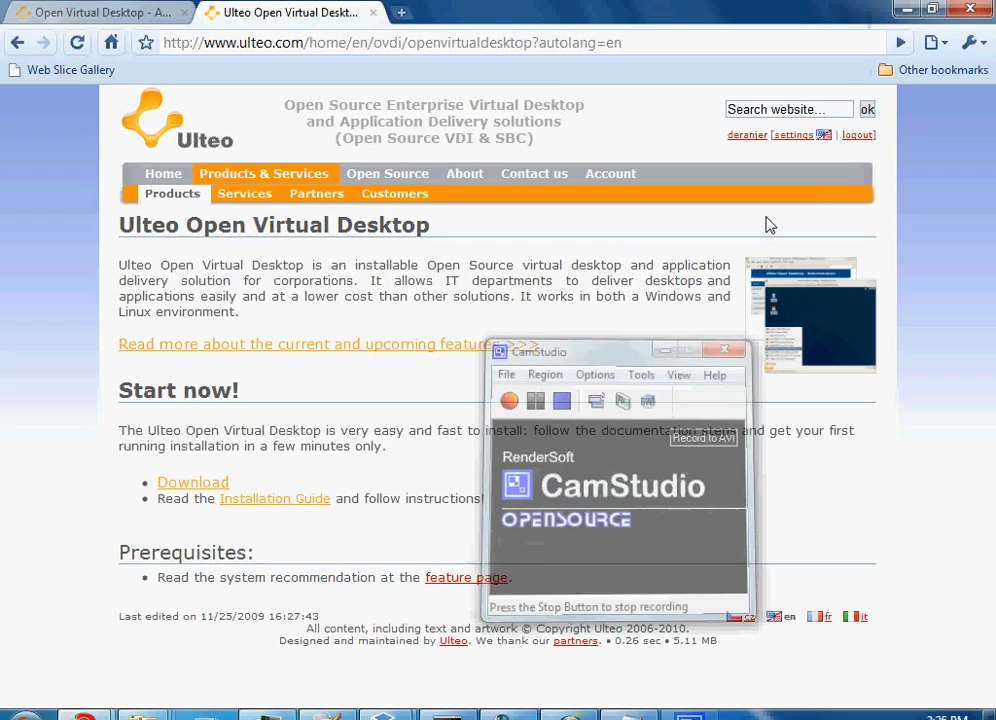 Open Virtual Desktop - A...
Ulteo Open Virtual Deskt...
http://www.ulteo.com/home/en/ovdi/openvirtualdesktop?autolang=en
Web Slice Gallery
Other bookmarks
Ulteo
Open Source Enterprise Virtual Desktop
and Application Delivery solutions
(Open Source VDI & SBC)
Search website... ok
deranier [settings logout]
Home Products & Services Open Source About Contact us Account
Products Services Partners Customers
Ulteo Open Virtual Desktop
Ulteo Open Virtual Desktop is an installable Open Source virtual desktop and application
delivery solution for corporations. It allows IT departments to deliver desktops and
applications easily and at a lower cost than other solutions. It works in both a Windows and
Linux environment.
Read more about the current and upcoming features >>>
Start now!
The Ulteo Open Virtual Desktop is very easy and fast to install: follow the documentation steps and get your first
running installation in a few minutes only.
• Download
• Read the Installation Guide and follow instructions!
Prerequisites:
• Read the system recommendation at the feature page.
CamStudio
File Region Options Tools View Help
Record to AVI
RenderSoft
CamStudio
OPENSOURCE
Press the Stop Button to stop recording
Last edited on 11/25/2009 16:27:43
cz en fr it
All content, including text and artwork © Copyright Ulteo 2006-2010.
Designed and maintained by Ulteo. We thank our partners. • 0.26 sec • 5.11 MB